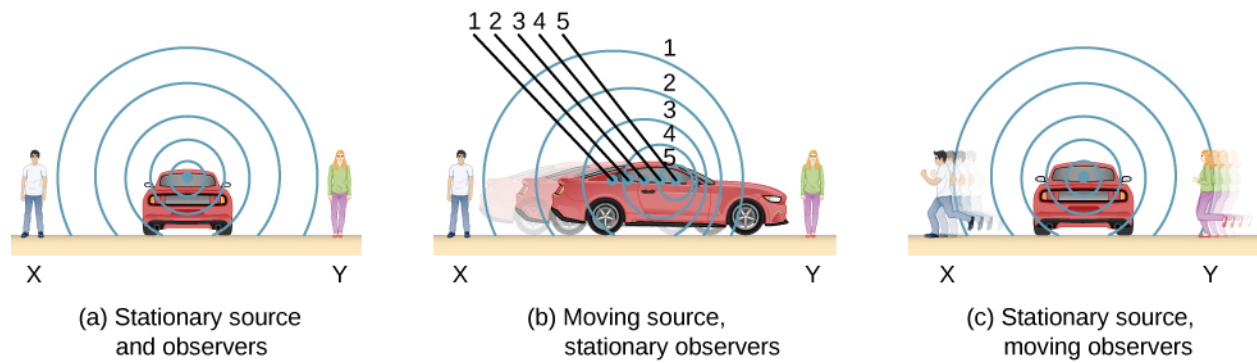 1 2 3 4 5
1
2
3
4
5
X Y
X Y
X Y
(a) Stationary source
and observers
(b) Moving source,
stationary observers
(c) Stationary source,
moving observers